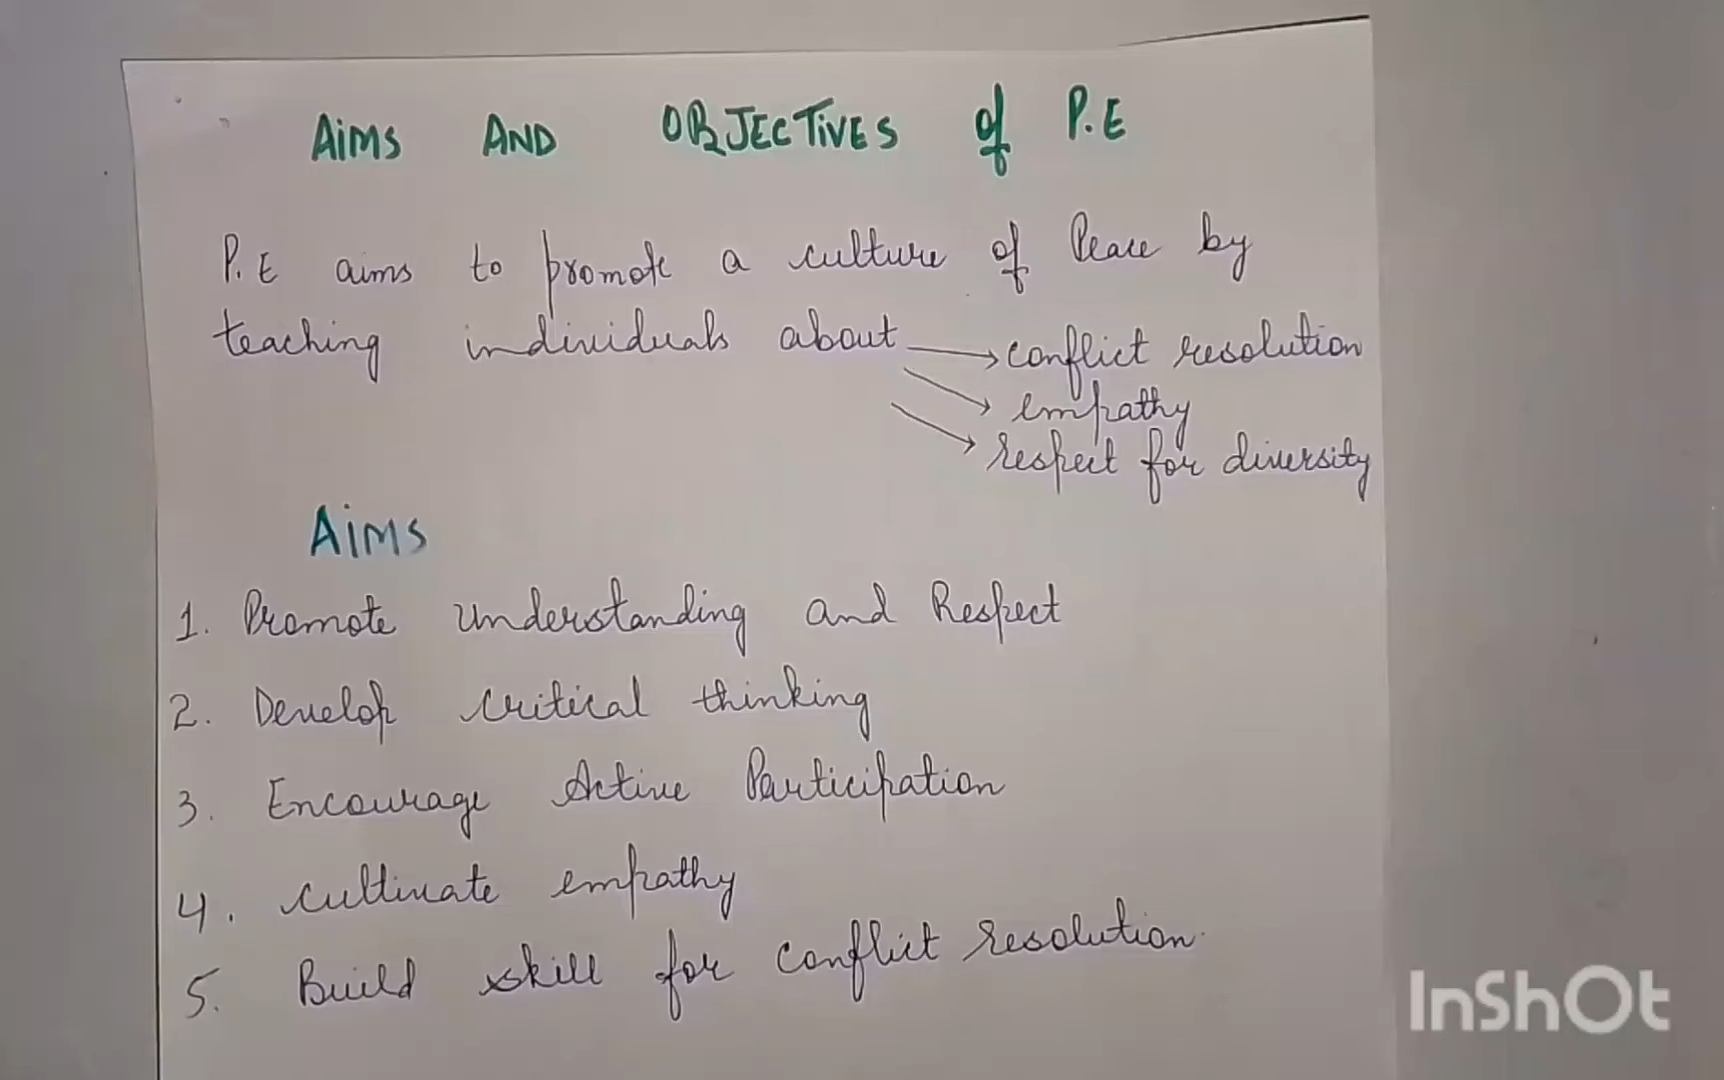 AiMS AND OBJECTiVES of P.E
P.E aims to promote a culture of Peace by
teaching individuals about → conflict resolution
→ empathy
→ respect for diversity
AiMS
1. Promote understanding and Respect
2. Develop critical thinking
3. Encourage Active Participation
4. cultivate empathy
5. Build skill for conflict resolution.
InShOt